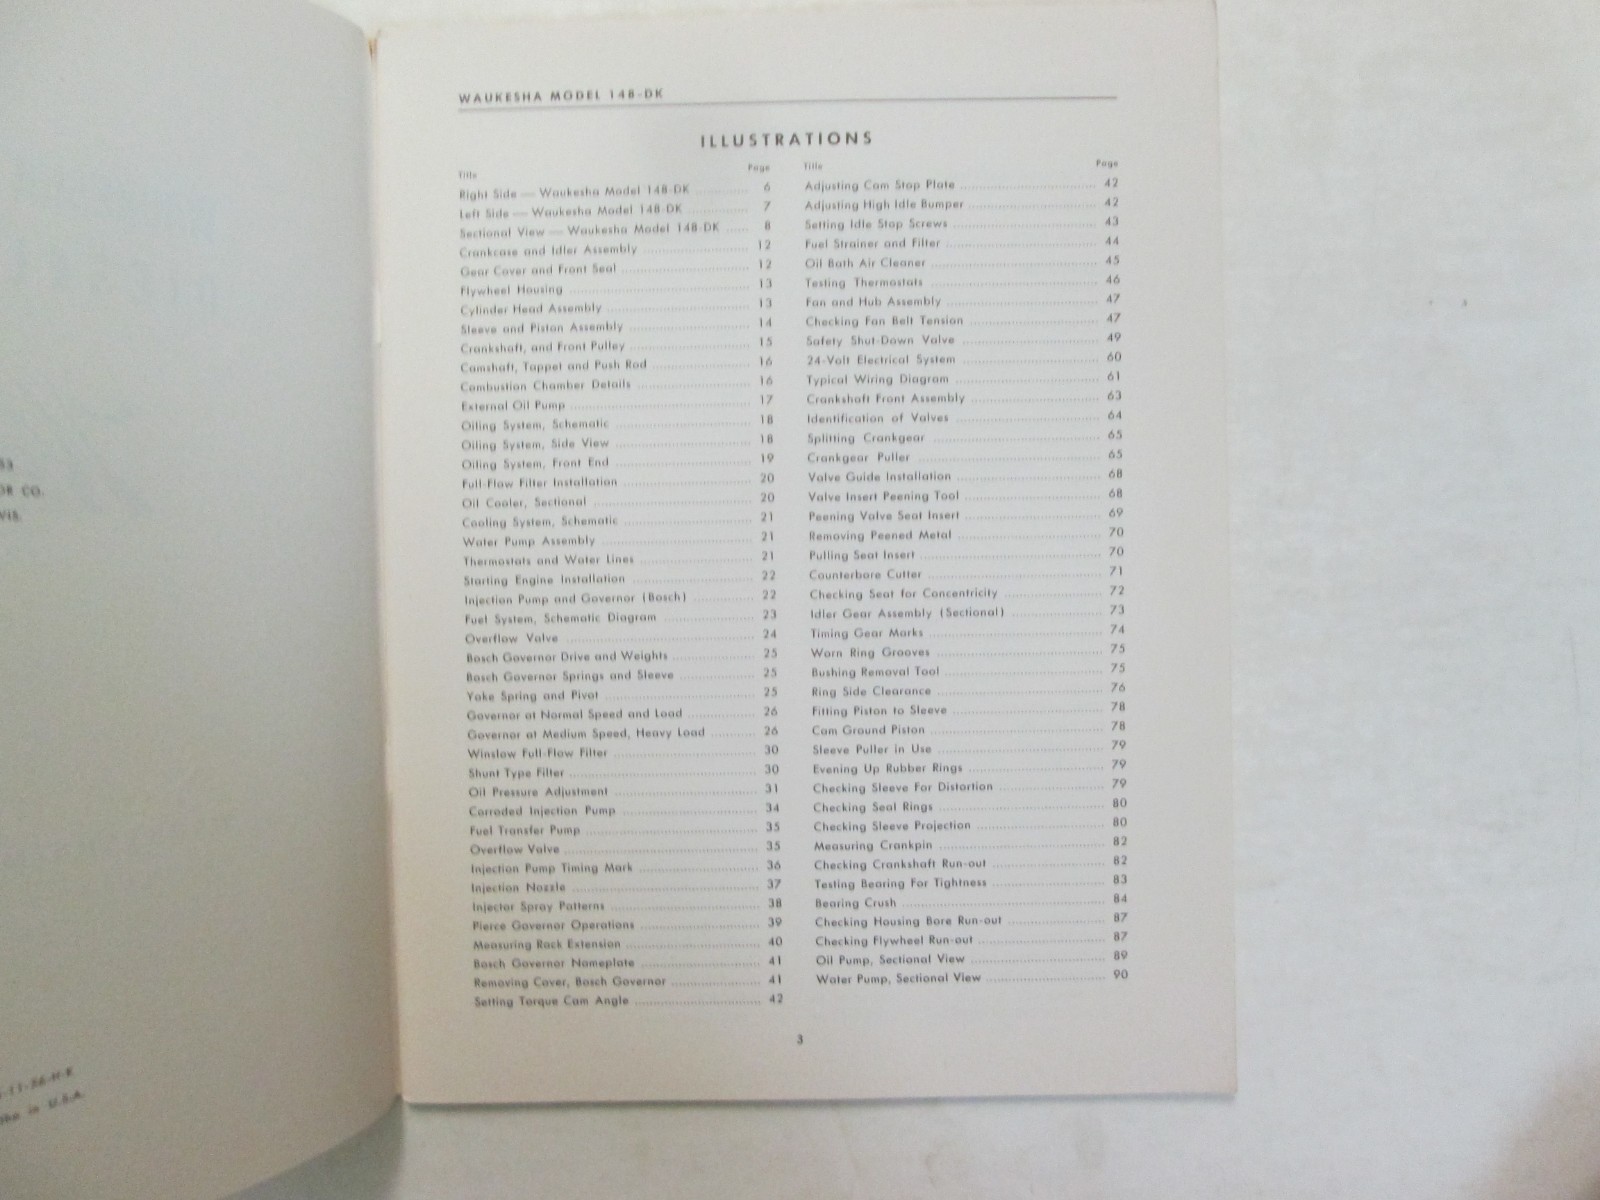 53
OR CO.
WIS.
11-56-H-E
in U.S.A.
WAUKESHA MODEL 148-DK
ILLUSTRATIONS
Title Page
Right Side — Waukesha Model 148-DK 6
Left Side — Waukesha Model 148-DK 7
Sectional View — Waukesha Model 148-DK 8
Crankcase and Idler Assembly 12
Gear Cover and Front Seal 12
Flywheel Housing 13
Cylinder Head Assembly 13
Sleeve and Piston Assembly 14
Crankshaft, and Front Pulley 15
Camshaft, Tappet and Push Rod 16
Combustion Chamber Details 16
External Oil Pump 17
Oiling System, Schematic 18
Oiling System, Side View 18
Oiling System, Front End 19
Full-Flow Filter Installation 20
Oil Cooler, Sectional 20
Cooling System, Schematic 21
Water Pump Assembly 21
Thermostats and Water Lines 21
Starting Engine Installation 22
Injection Pump and Governor (Bosch) 22
Fuel System, Schematic Diagram 23
Overflow Valve 24
Bosch Governor Drive and Weights 25
Bosch Governor Springs and Sleeve 25
Yoke Spring and Pivot 25
Governor at Normal Speed and Load 26
Governor at Medium Speed, Heavy Load 26
Winslow Full-Flow Filter 30
Shunt Type Filter 30
Oil Pressure Adjustment 31
Corroded Injection Pump 34
Fuel Transfer Pump 35
Overflow Valve 35
Injection Pump Timing Mark 36
Injection Nozzle 37
Injector Spray Patterns 38
Pierce Governor Operations 39
Measuring Rack Extension 40
Bosch Governor Nameplate 41
Removing Cover, Bosch Governor 41
Setting Torque Cam Angle 42
Title Page
Adjusting Cam Stop Plate 42
Adjusting High Idle Bumper 42
Setting Idle Stop Screws 43
Fuel Strainer and Filter 44
Oil Bath Air Cleaner 45
Testing Thermostats 46
Fan and Hub Assembly 47
Checking Fan Belt Tension 47
Safety Shut-Down Valve 49
24-Volt Electrical System 60
Typical Wiring Diagram 61
Crankshaft Front Assembly 63
Identification of Valves 64
Splitting Crankgear 65
Crankgear Puller 65
Valve Guide Installation 68
Valve Insert Peening Tool 68
Peening Valve Seat Insert 69
Removing Peened Metal 70
Pulling Seat Insert 70
Counterbore Cutter 71
Checking Seat for Concentricity 72
Idler Gear Assembly (Sectional) 73
Timing Gear Marks 74
Worn Ring Grooves 75
Bushing Removal Tool 75
Ring Side Clearance 76
Fitting Piston to Sleeve 78
Cam Ground Piston 78
Sleeve Puller in Use 79
Evening Up Rubber Rings 79
Checking Sleeve For Distortion 79
Checking Seal Rings 80
Checking Sleeve Projection 80
Measuring Crankpin 82
Checking Crankshaft Run-out 82
Testing Bearing For Tightness 83
Bearing Crush 84
Checking Housing Bore Run-out 87
Checking Flywheel Run-out 87
Oil Pump, Sectional View 89
Water Pump, Sectional View 90
3